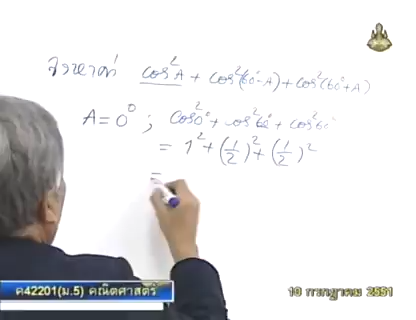 จงหาค่า cos²A + cos²(60°-A) + cos²(60°+A)
A = 0° ; cos²0° + cos²60° + cos²60°
= 1² + (1/2)² + (1/2)²
=
ค42201(ม.5) คณิตศาสตร์
10 กรกฎาคม 2551